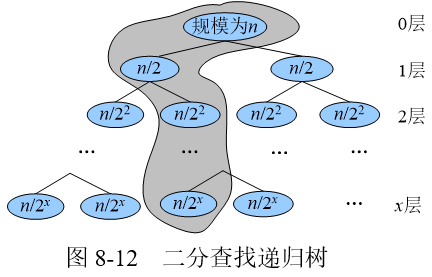 规模为n 0层
n/2 n/2 1层
n/2² n/2² n/2² n/2² 2层
... ... ... ...
n/2ˣ n/2ˣ n/2ˣ n/2ˣ ... x层
图 8-12 二分查找递归树